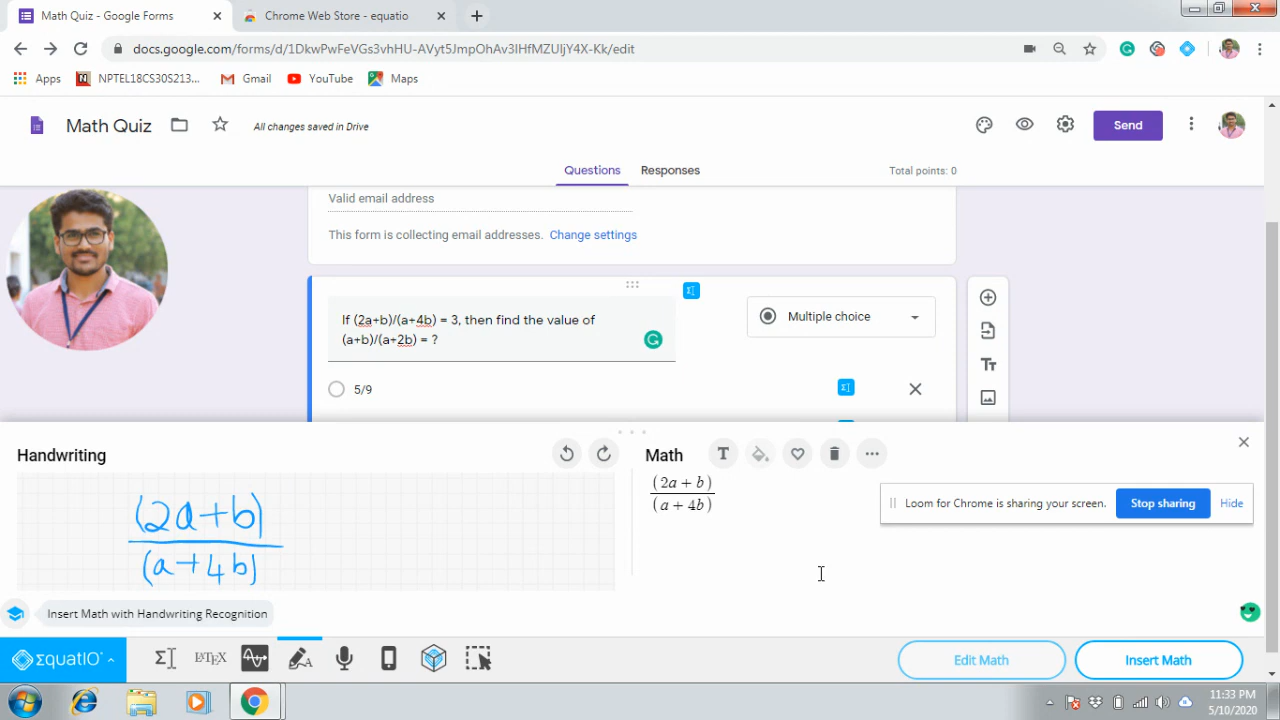 Math Quiz - Google Forms
Chrome Web Store - equatio
docs.google.com/forms/d/1DkwPwFeVGs3vhHU-AVyt5JmpOhAv3IHfMZUljY4X-Kk/edit
Apps
NPTEL18CS30S213...
Gmail
YouTube
Maps
Math Quiz
All changes saved in Drive
Send
Questions
Responses
Total points: 0
Valid email address
This form is collecting email addresses. Change settings
If (2a+b)/(a+4b) = 3, then find the value of
(a+b)/(a+2b) = ?
Multiple choice
5/9
Handwriting
Math
(2a+b)
(a+4b)
(2a + b)
(a + 4b)
Loom for Chrome is sharing your screen.
Stop sharing
Hide
Insert Math with Handwriting Recognition
ΣquatIO
LATEX
Edit Math
Insert Math
11:33 PM
5/10/2020